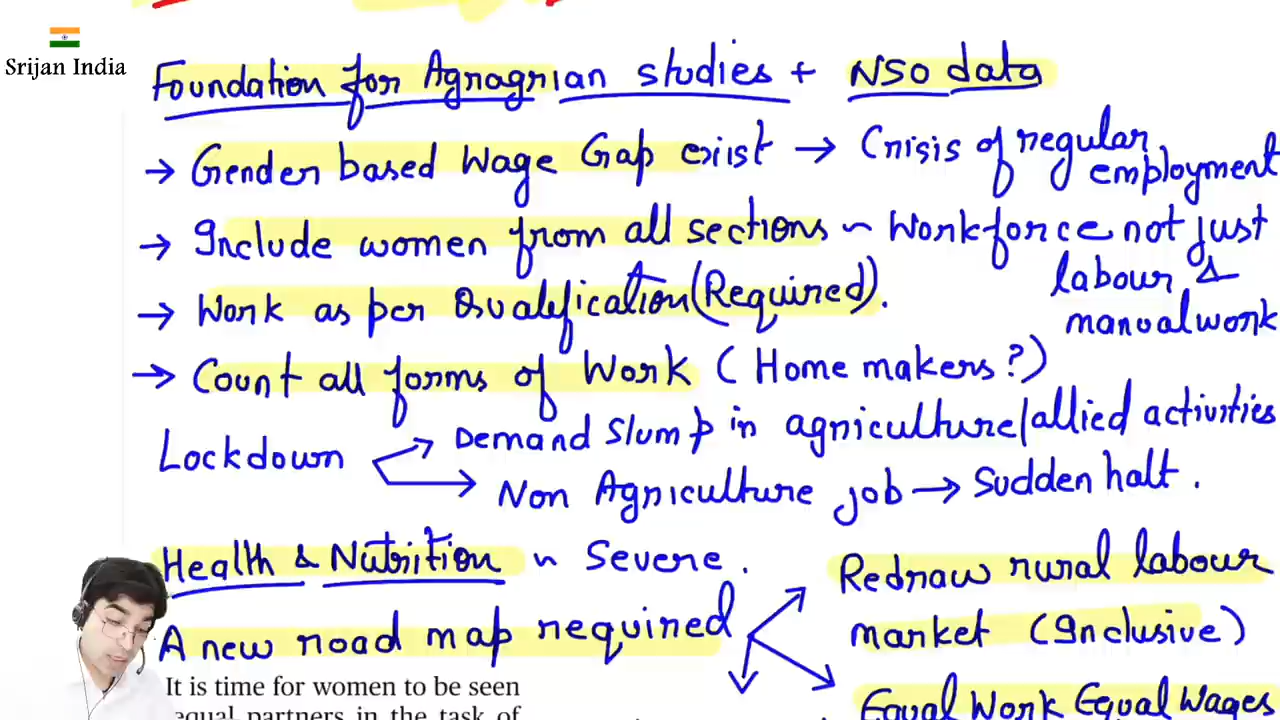 Srijan India
Foundation for Agragrian studies + NSO data
→ Gender based Wage Gap exist → Crisis of regular employment
→ Include women from all sections ~ Workforce not just labour & manual work
→ Work as per Qualification (Required).
→ Count all forms of Work (Home makers?)
Lockdown → Demand Slump in agriculture/allied activities
→ Non Agriculture job → Sudden halt.
Health & Nutrition ~ Severe.
A new road map required
Redraw rural labour market (Inclusive)
Equal Work Equal Wages
It is time for women to be seen
equal partners in the task of